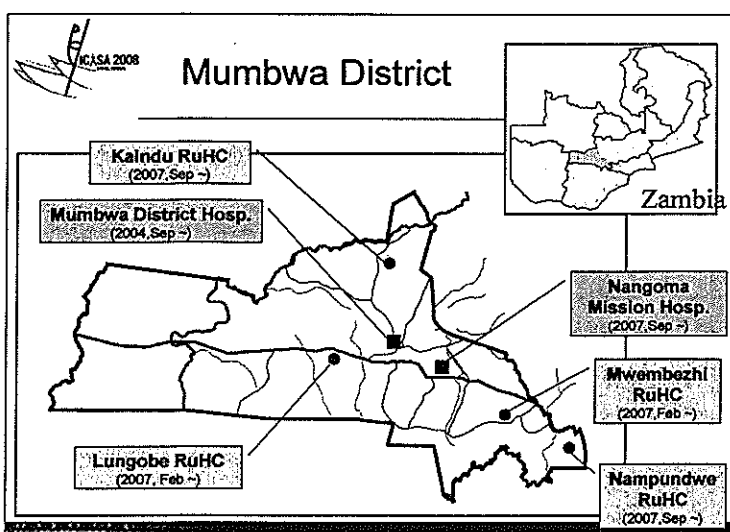 ICASA 2008
Mumbwa District
Zambia
Kaindu RuHC
(2007,Sep ~)
Mumbwa District Hosp.
(2004,Sep ~)
Nangoma
Mission Hosp.
(2007,Sep ~)
Mwembezhi
RuHC
(2007,Feb ~)
Lungobe RuHC
(2007, Feb ~)
Nampundwe
RuHC
(2007,Sep ~)